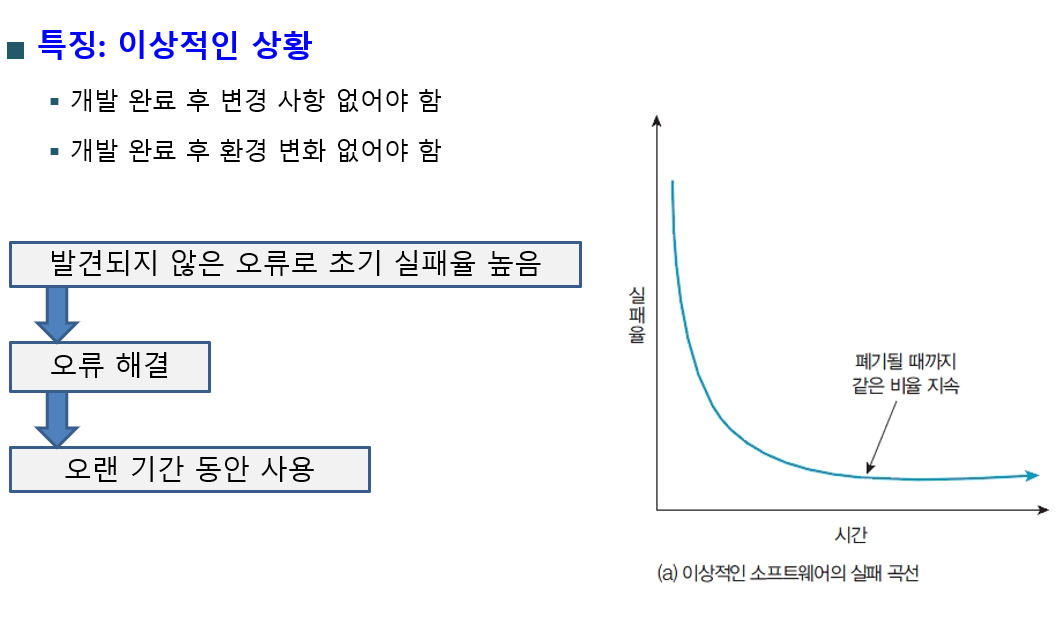 특징: 이상적인 상황
개발 완료 후 변경 사항 없어야 함
개발 완료 후 환경 변화 없어야 함
발견되지 않은 오류로 초기 실패율 높음
오류 해결
오랜 기간 동안 사용
실패율
폐기될 때까지
같은 비율 지속
시간
(a) 이상적인 소프트웨어의 실패 곡선